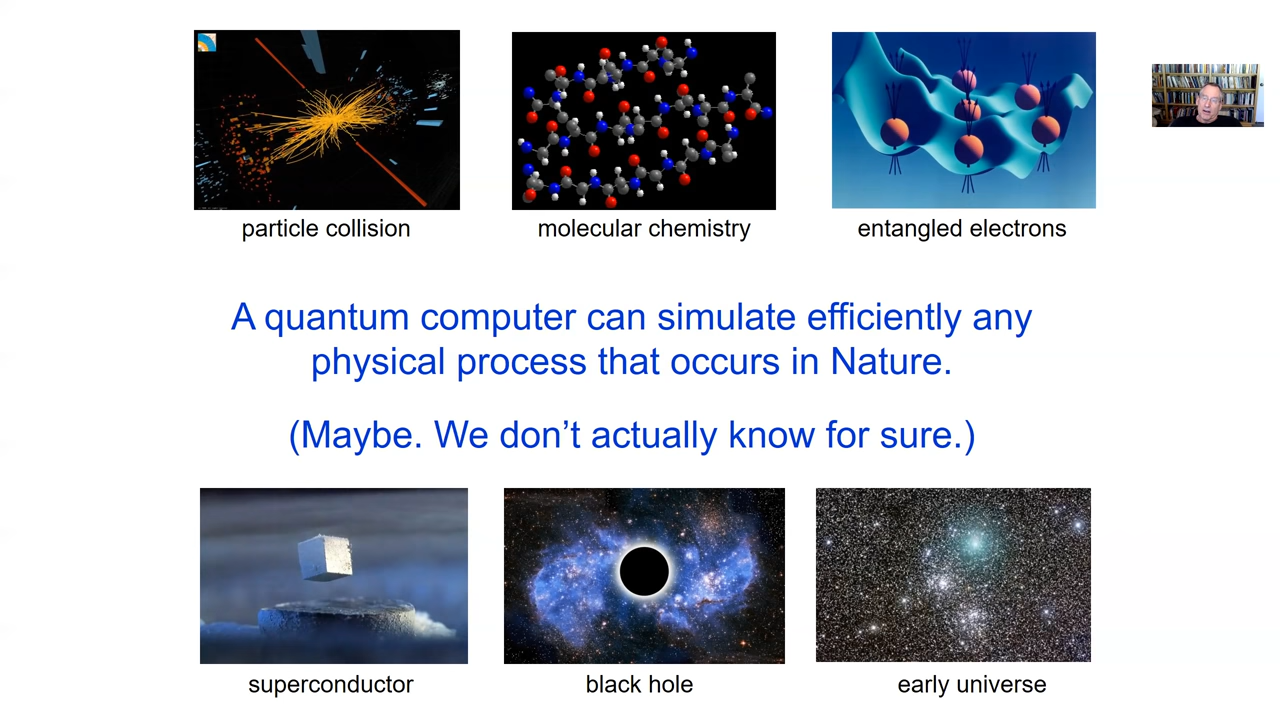 particle collision
molecular chemistry
entangled electrons
A quantum computer can simulate efficiently any
physical process that occurs in Nature.
(Maybe. We don’t actually know for sure.)
superconductor
black hole
early universe